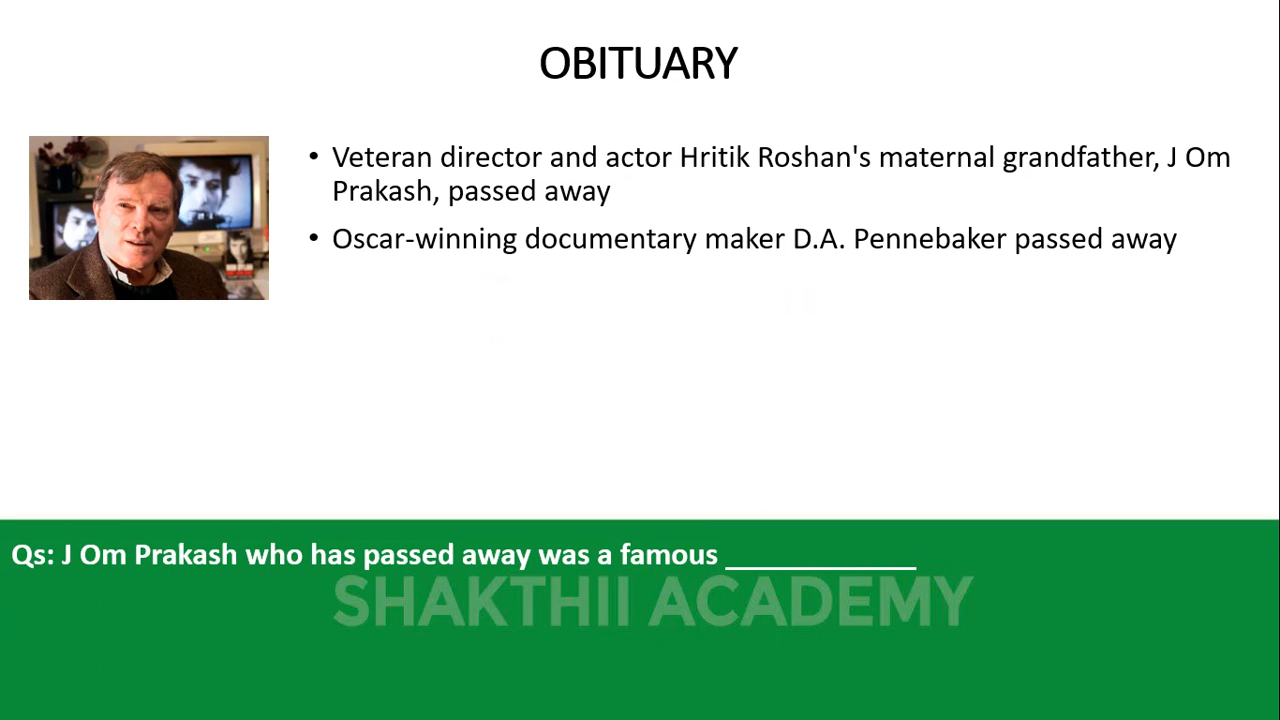 OBITUARY
• Veteran director and actor Hritik Roshan's maternal grandfather, J Om
Prakash, passed away
• Oscar-winning documentary maker D.A. Pennebaker passed away
Qs: J Om Prakash who has passed away was a famous ____________
SHAKTHII ACADEMY